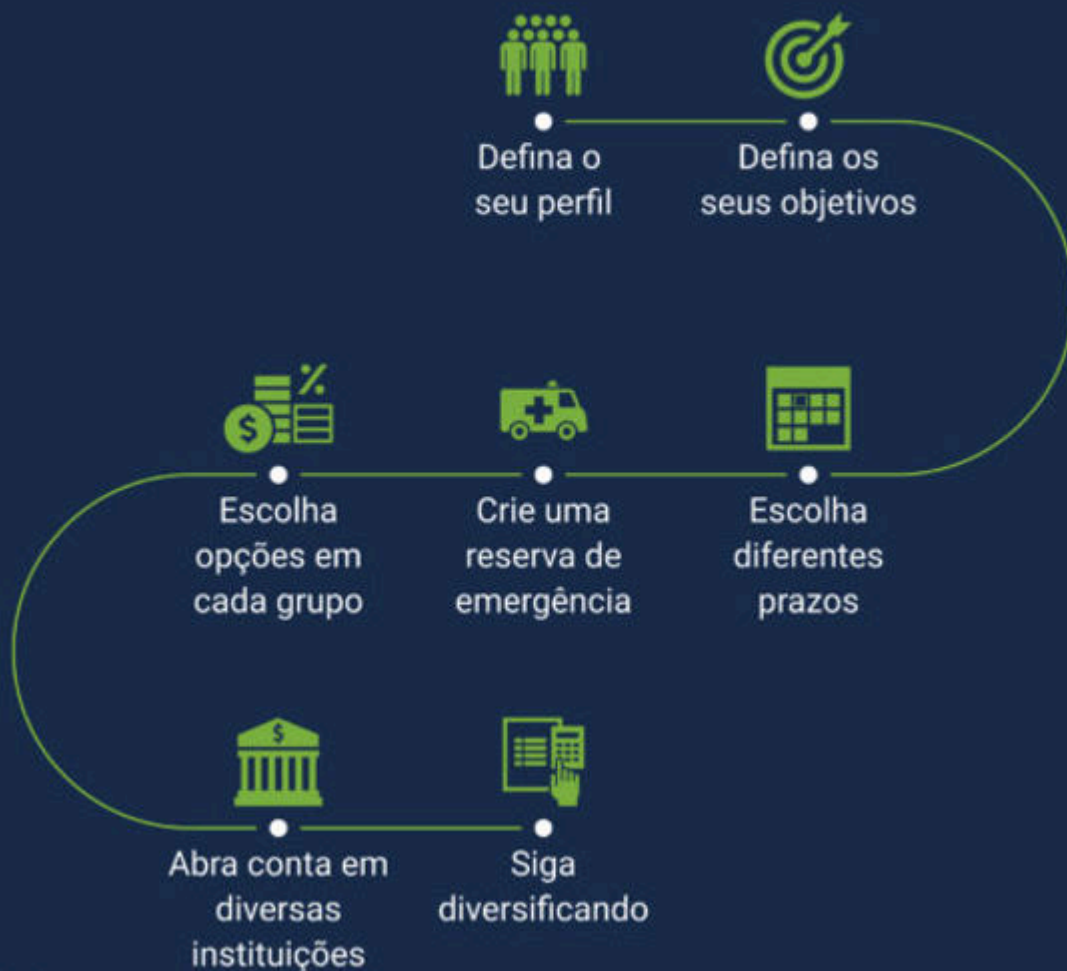 Defina o
seu perfil
Defina os
seus objetivos
Escolha
diferentes
prazos
Crie uma
reserva de
emergência
Escolha
opções em
cada grupo
Abra conta em
diversas
instituições
Siga
diversificando